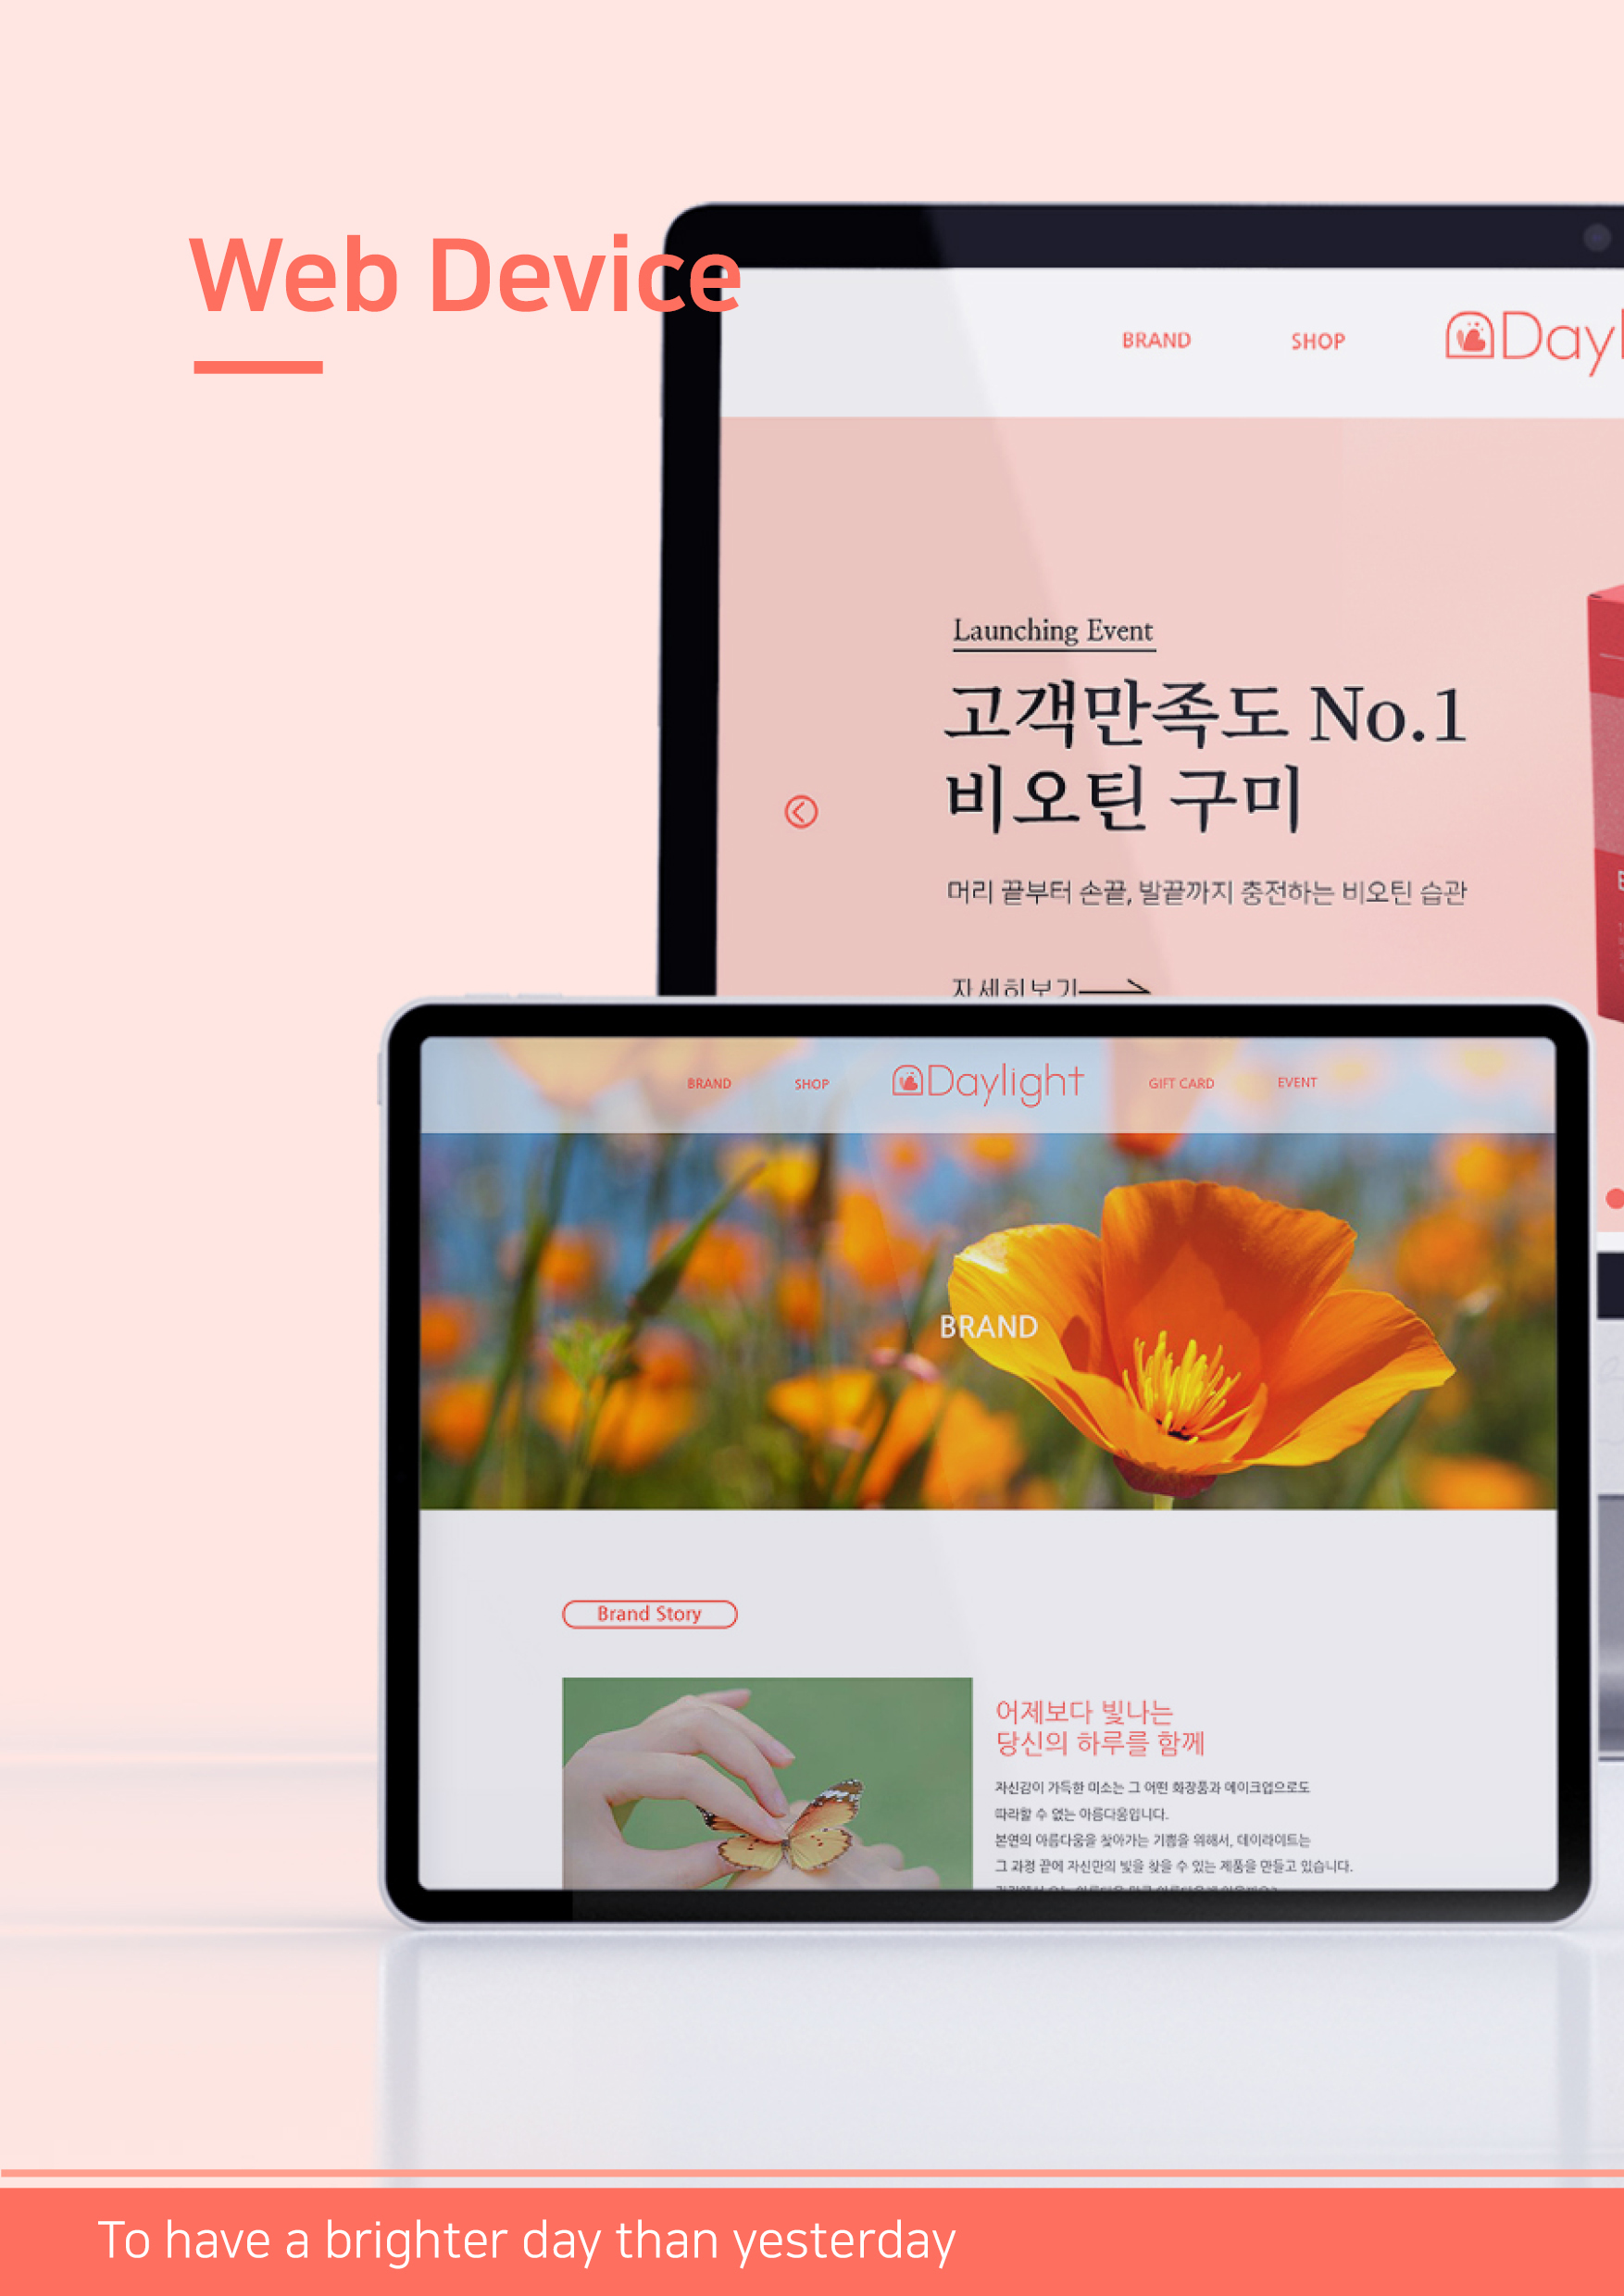 Web Device
BRAND SHOP Dayl
Launching Event
고객만족도 No.1
비오틴 구미
머리 끝부터 손끝, 발끝까지 충전하는 비오틴 습관
자세히보기
BRAND SHOP Daylight GIFT CARD EVENT
BRAND
Brand Story
어제보다 빛나는
당신의 하루를 함께
자신감이 가득한 미소는 그 어떤 화장품과 메이크업으로도
따라할 수 없는 아름다움입니다.
본연의 아름다움을 찾아가는 기쁨을 위해서, 데이라이트는
그 과정 끝에 자신만의 빛을 찾을 수 있는 제품을 만들고 있습니다.
To have a brighter day than yesterday